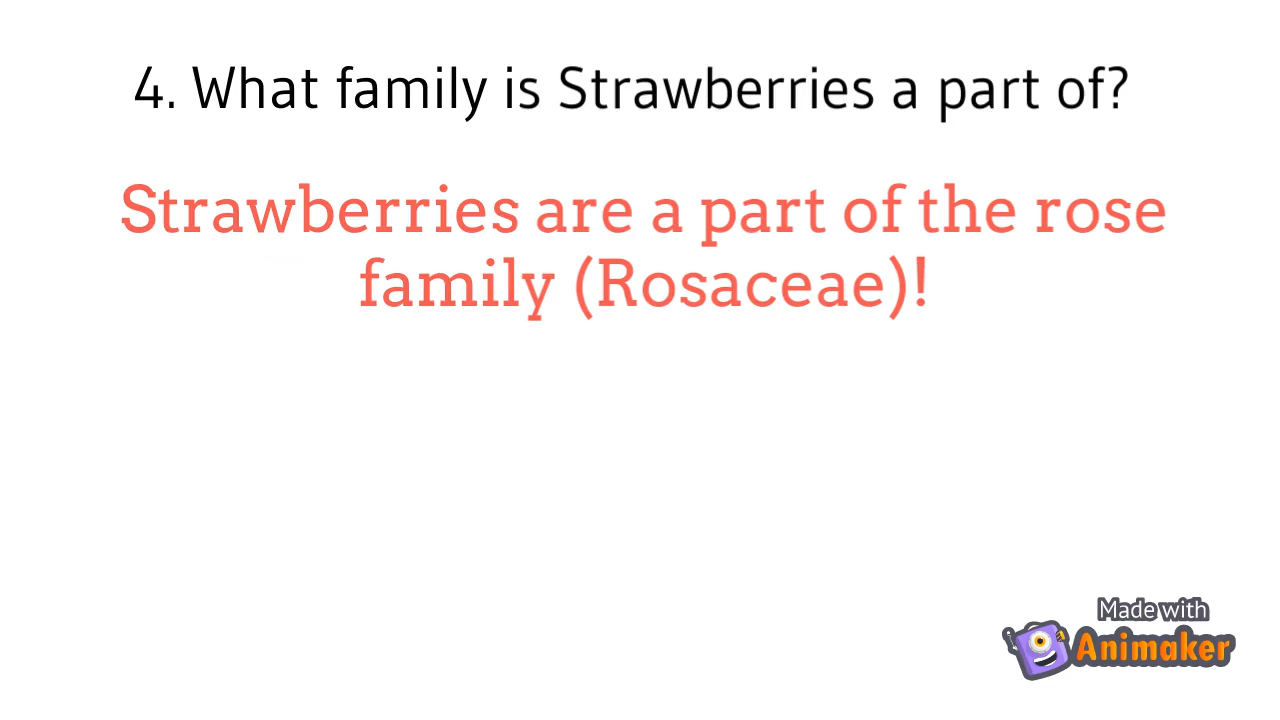 4. What family is Strawberries a part of?
Strawberries are a part of the rose
family (Rosaceae)!
Made with
Animaker